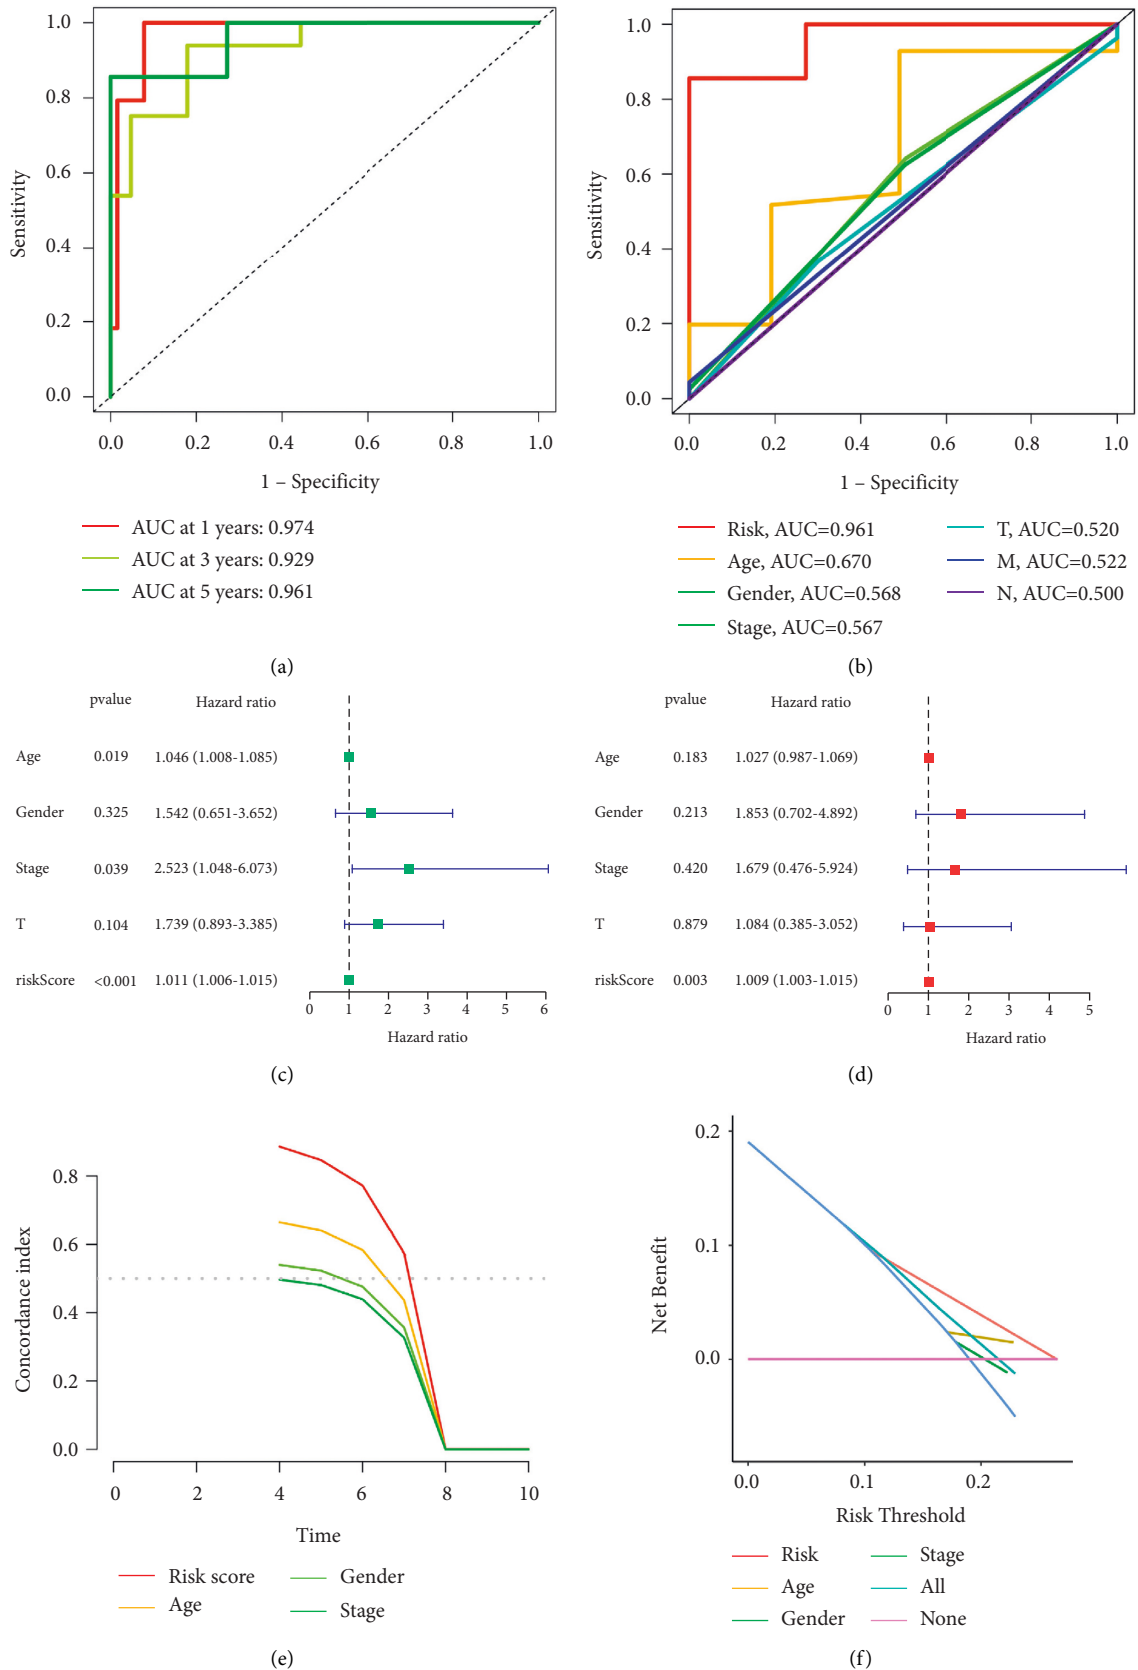 1.0
0.8
0.6
0.4
0.2
0.0
Sensitivity
0.0 0.2 0.4 0.6 0.8 1.0
1 – Specificity
AUC at 1 years: 0.974
AUC at 3 years: 0.929
AUC at 5 years: 0.961
(a)
1.0
0.8
0.6
0.4
0.2
0.0
Sensitivity
0.0 0.2 0.4 0.6 0.8 1.0
1 – Specificity
Risk, AUC=0.961
Age, AUC=0.670
Gender, AUC=0.568
Stage, AUC=0.567
T, AUC=0.520
M, AUC=0.522
N, AUC=0.500
(b)
pvalue Hazard ratio
Age 0.019 1.046 (1.008-1.085)
Gender 0.325 1.542 (0.651-3.652)
Stage 0.039 2.523 (1.048-6.073)
T 0.104 1.739 (0.893-3.385)
riskScore <0.001 1.011 (1.006-1.015)
0 1 2 3 4 5 6
Hazard ratio
(c)
pvalue Hazard ratio
Age 0.183 1.027 (0.987-1.069)
Gender 0.213 1.853 (0.702-4.892)
Stage 0.420 1.679 (0.476-5.924)
T 0.879 1.084 (0.385-3.052)
riskScore 0.003 1.009 (1.003-1.015)
0 1 2 3 4 5
Hazard ratio
(d)
0.8
0.6
0.4
0.2
0.0
Concordance index
0 2 4 6 8 10
Time
Risk score
Age
Gender
Stage
(e)
0.2
0.1
0.0
Net Benefit
0.0 0.1 0.2
Risk Threshold
Risk
Age
Gender
Stage
All
None
(f)